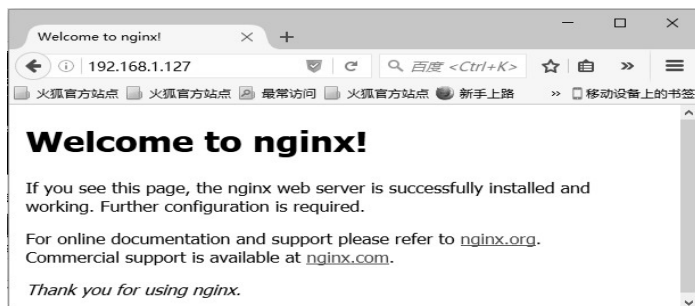 Welcome to nginx!
192.168.1.127 百度 <Ctrl+K>
火狐官方站点 火狐官方站点 最常访问 火狐官方站点 新手上路 » 移动设备上的书签
Welcome to nginx!
If you see this page, the nginx web server is successfully installed and
working. Further configuration is required.
For online documentation and support please refer to nginx.org.
Commercial support is available at nginx.com.
Thank you for using nginx.